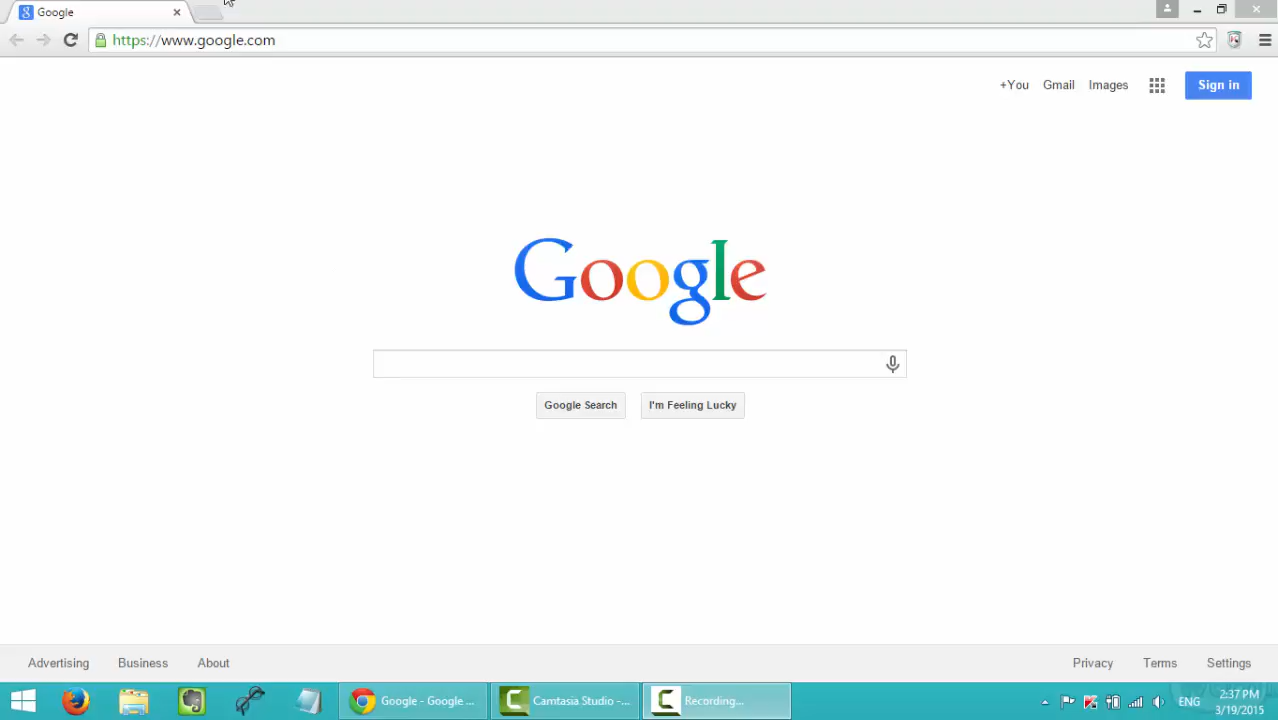 Google
https://www.google.com
+You Gmail Images Sign in
Google
Google Search I'm Feeling Lucky
Advertising Business About Privacy Terms Settings
Google - Google ... Camtasia Studio -... Recording... ENG 2:37 PM
3/19/2015